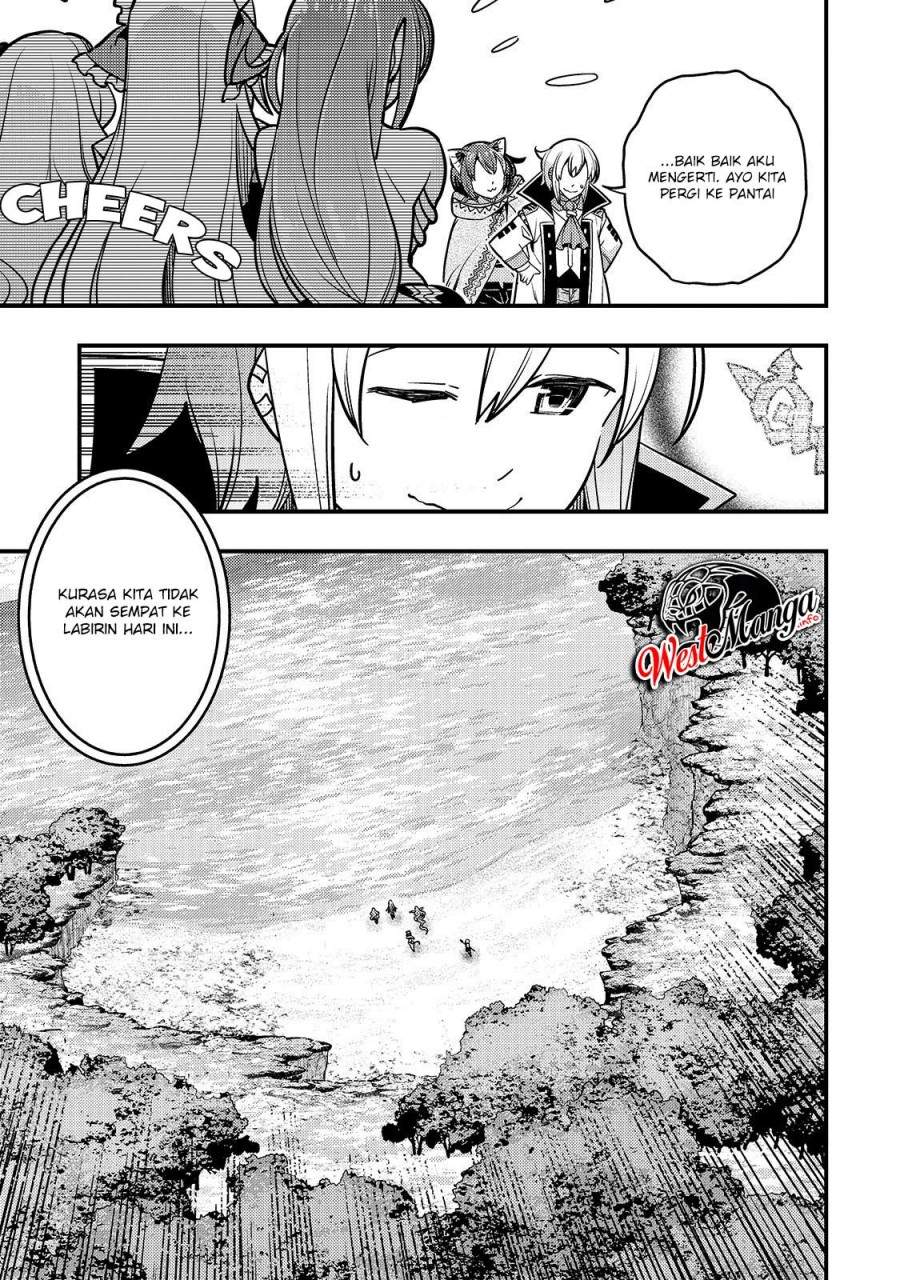 ...BAIK BAIK AKU
MENGERTI. AYO KITA
PERGI KE PANTAI
CHEERS
KURASA KITA TIDAK
AKAN SEMPAT KE
LABIRIN HARI INI...
WestManga
.info